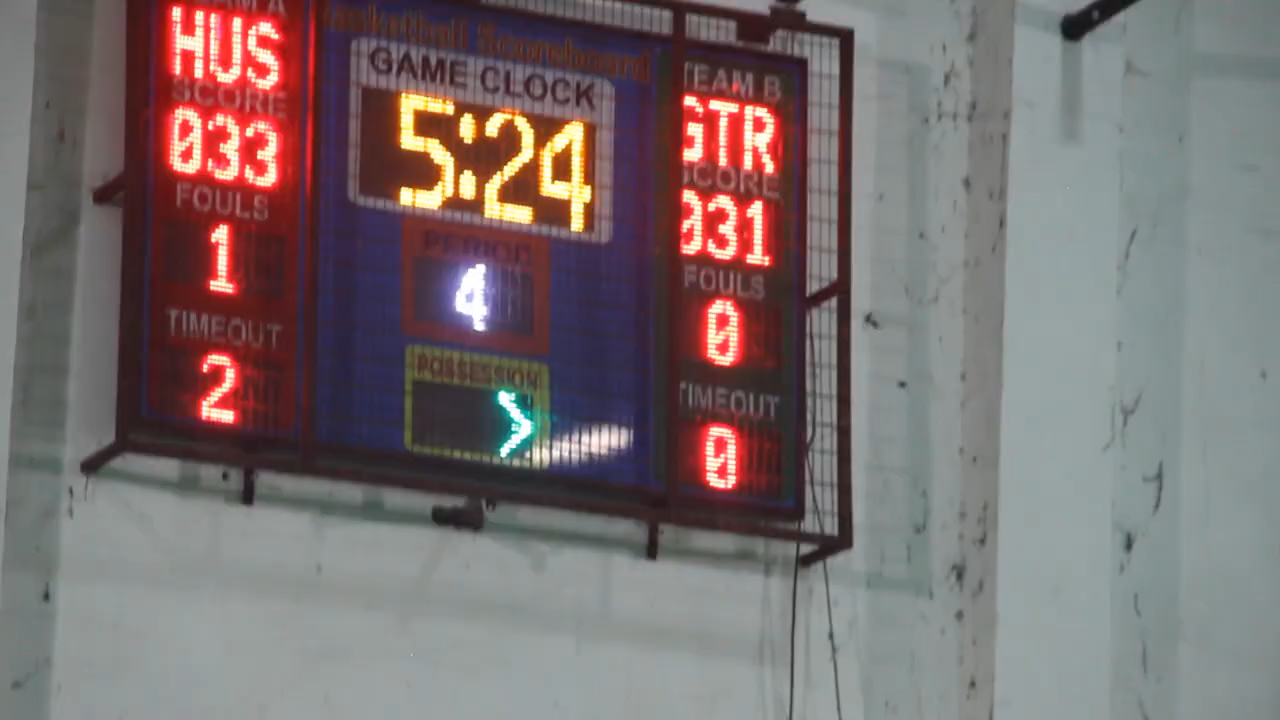 TEAM A
HUS
SCORE
033
FOULS
1
TIMEOUT
2
Basketball Scoreboard
GAME CLOCK
5:24
PERIOD
4
POSSESSION
>
TEAM B
GTR
SCORE
031
FOULS
0
TIMEOUT
0